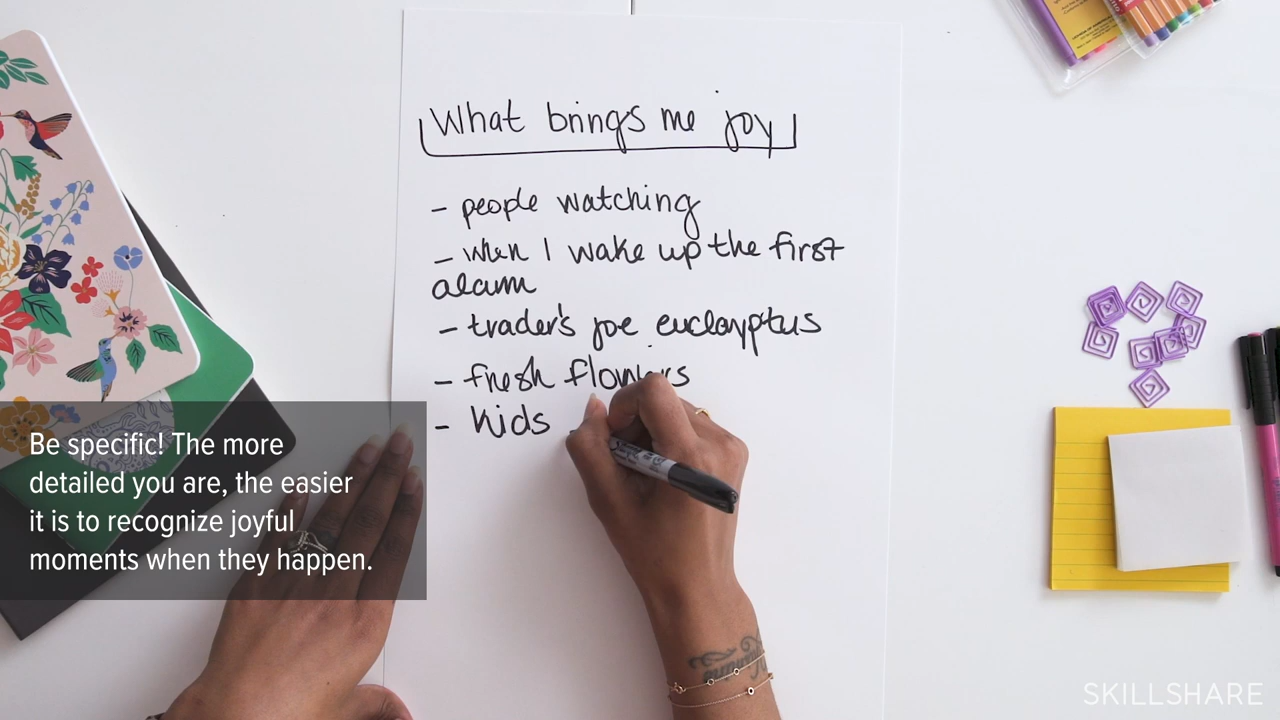 What brings me joy
- people watching
- when I wake up the first
alarm
- trader's joe euclayptus
- fresh flowers
- kids
Be specific! The more
detailed you are, the easier
it is to recognize joyful
moments when they happen.
SKILLSHARE